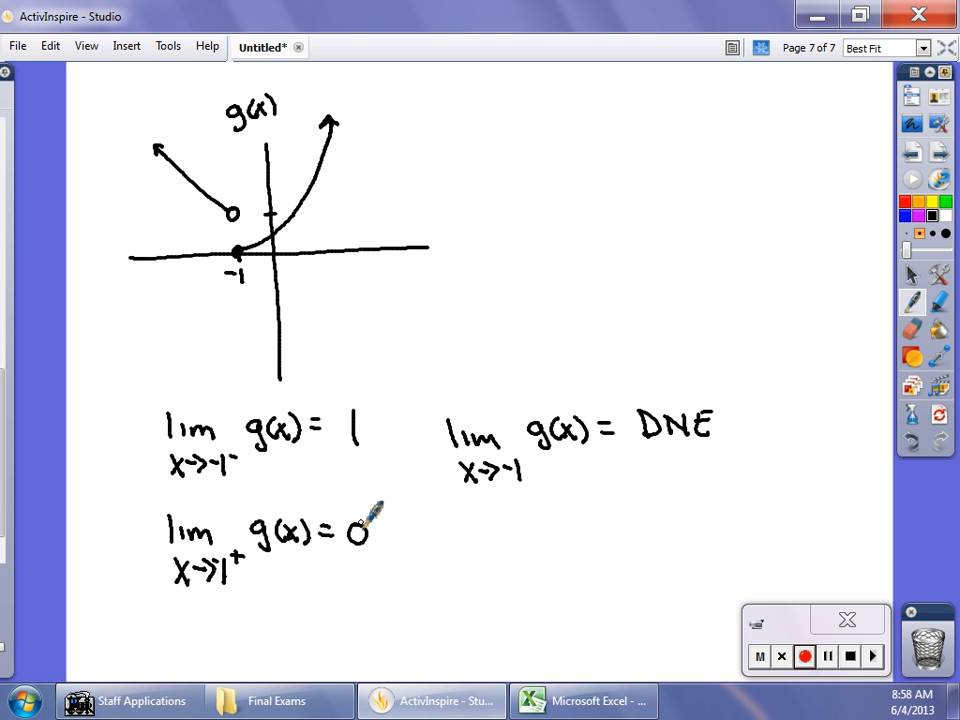 ActivInspire - Studio
File Edit View Insert Tools Help Untitled* Page 7 of 7 Best Fit
g(x)
-1
lim g(x) = 1 lim g(x) = DNE
x->-1⁻ x->-1
lim g(x) = 0
x->-1⁺
M
Staff Applications Final Exams ActivInspire - Stu... Microsoft Excel - ...
8:58 AM
6/4/2013